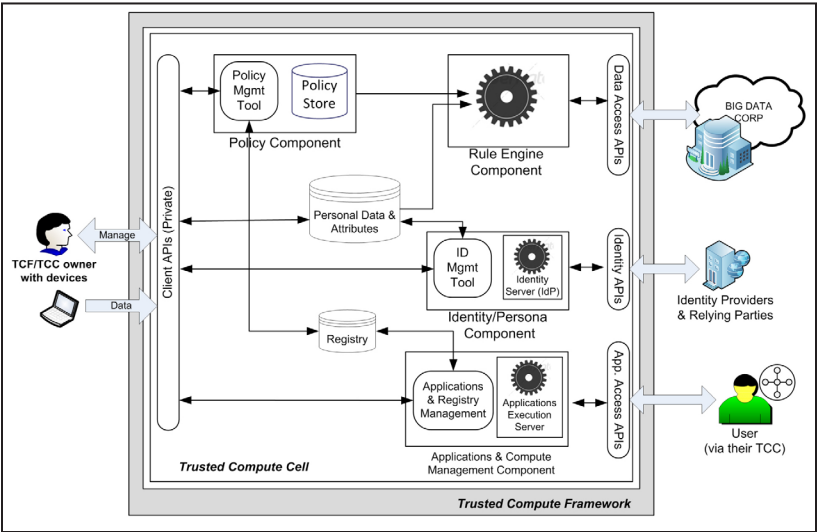 Policy
Mgmt
Tool
Policy
Store
Policy Component
Rule Engine
Component
Data Access APIs
BIG DATA
CORP
Client APIs (Private)
Personal Data &
Attributes
Manage
TCF/TCC owner
with devices
Data
ID
Mgmt
Tool
Identity
Server (IdP)
Identity/Persona
Component
Identity APIs
Identity Providers
& Relying Parties
Registry
Applications
& Registry
Management
Applications
Execution
Server
Applications & Compute
Management Component
App. Access APIs
User
(via their TCC)
Trusted Compute Cell
Trusted Compute Framework